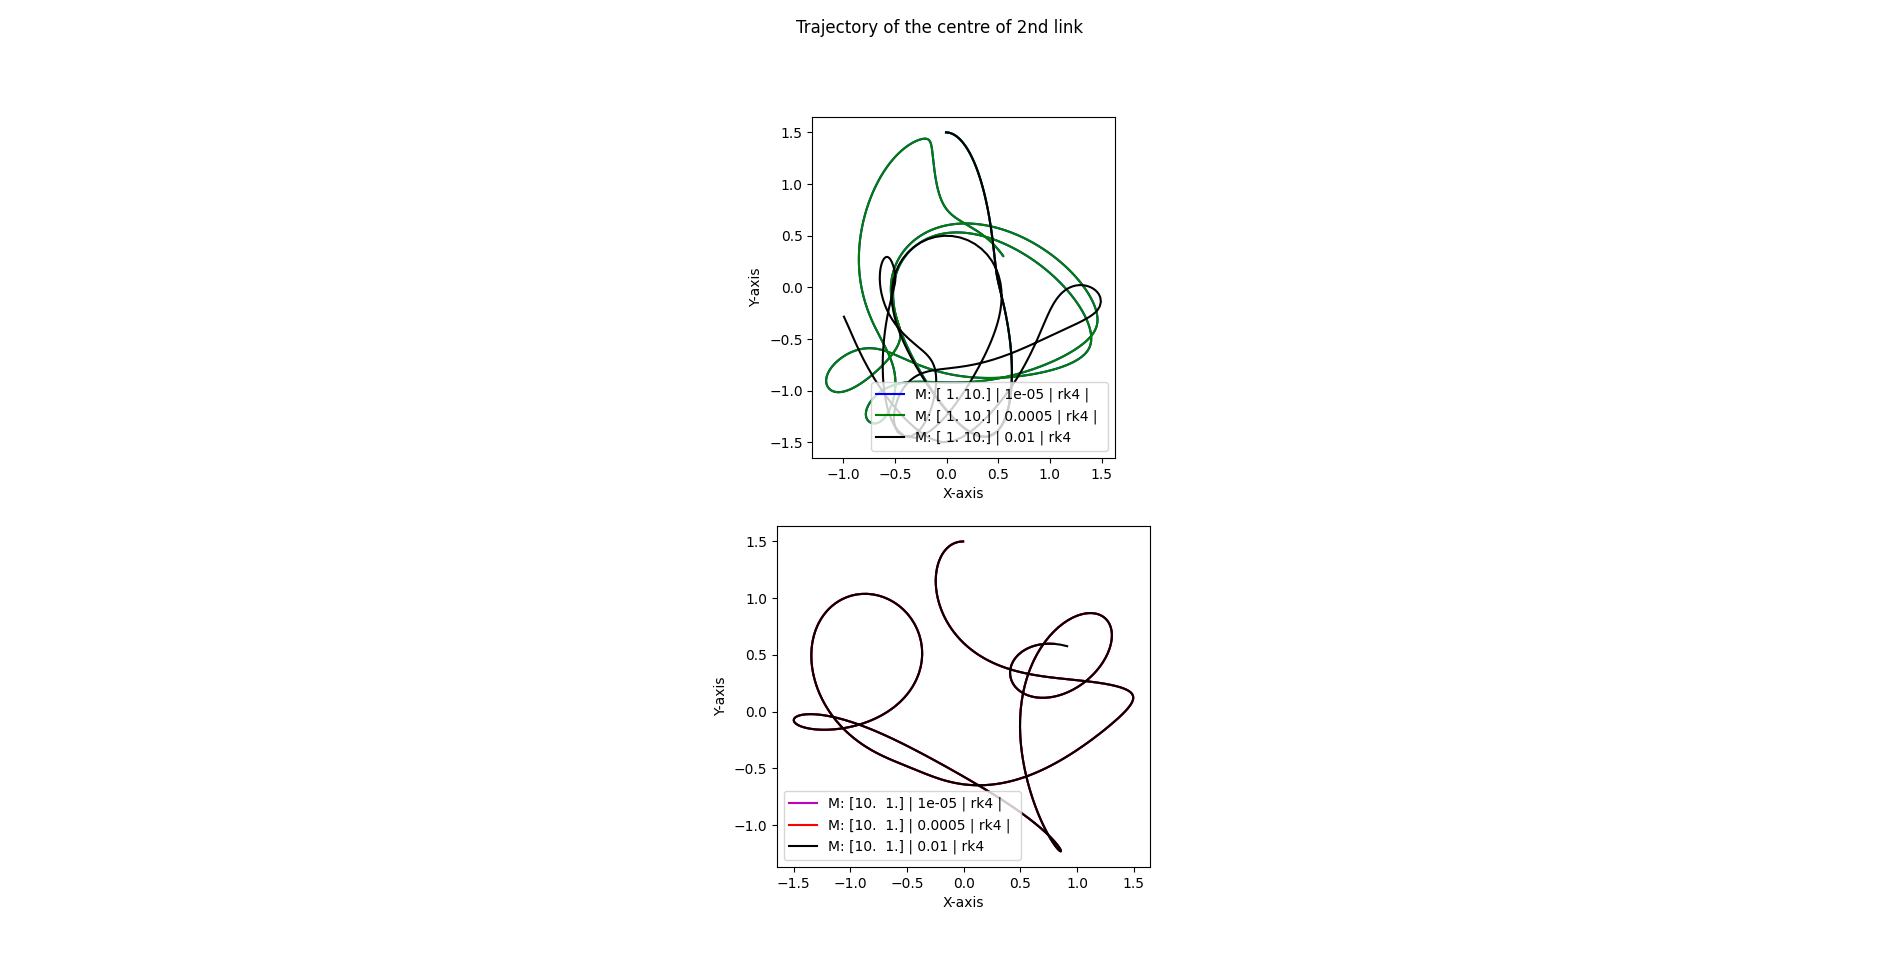 Trajectory of the centre of 2nd link
1.5
1.0
0.5
0.0
−0.5
−1.0
−1.5
Y-axis
M: [ 1. 10.] | 1e-05 | rk4 |
M: [ 1. 10.] | 0.0005 | rk4 |
M: [ 1. 10.] | 0.01 | rk4
−1.0 −0.5 0.0 0.5 1.0 1.5
X-axis
1.5
1.0
0.5
0.0
−0.5
−1.0
Y-axis
M: [10.  1.] | 1e-05 | rk4 |
M: [10.  1.] | 0.0005 | rk4 |
M: [10.  1.] | 0.01 | rk4
−1.5 −1.0 −0.5 0.0 0.5 1.0 1.5
X-axis